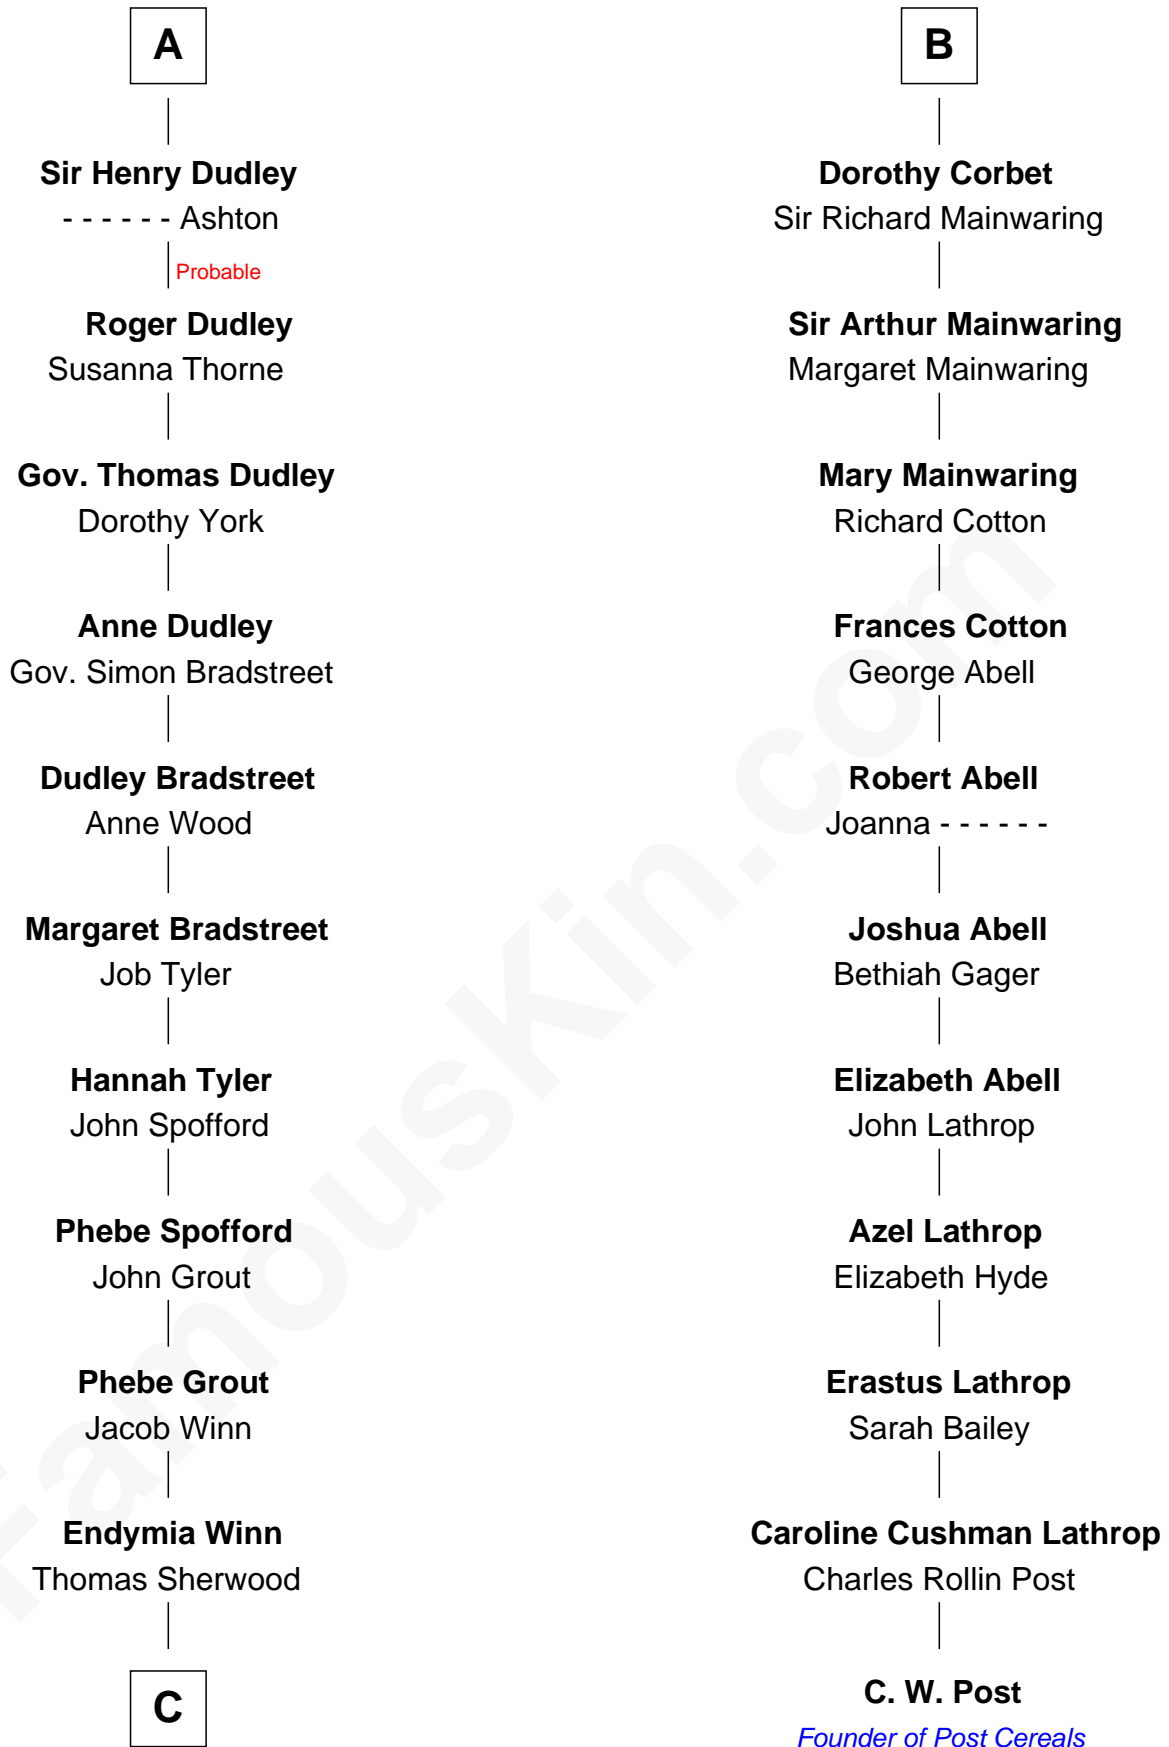 A
Sir Henry Dudley
- - - - - - Ashton
Probable
Roger Dudley
Susanna Thorne
Gov. Thomas Dudley
Dorothy York
Anne Dudley
Gov. Simon Bradstreet
Dudley Bradstreet
Anne Wood
Margaret Bradstreet
Job Tyler
Hannah Tyler
John Spofford
Phebe Spofford
John Grout
Phebe Grout
Jacob Winn
Endymia Winn
Thomas Sherwood
C
B
Dorothy Corbet
Sir Richard Mainwaring
Sir Arthur Mainwaring
Margaret Mainwaring
Mary Mainwaring
Richard Cotton
Frances Cotton
George Abell
Robert Abell
Joanna - - - - - -
Joshua Abell
Bethiah Gager
Elizabeth Abell
John Lathrop
Azel Lathrop
Elizabeth Hyde
Erastus Lathrop
Sarah Bailey
Caroline Cushman Lathrop
Charles Rollin Post
C. W. Post
Founder of Post Cereals
FamousKin.com